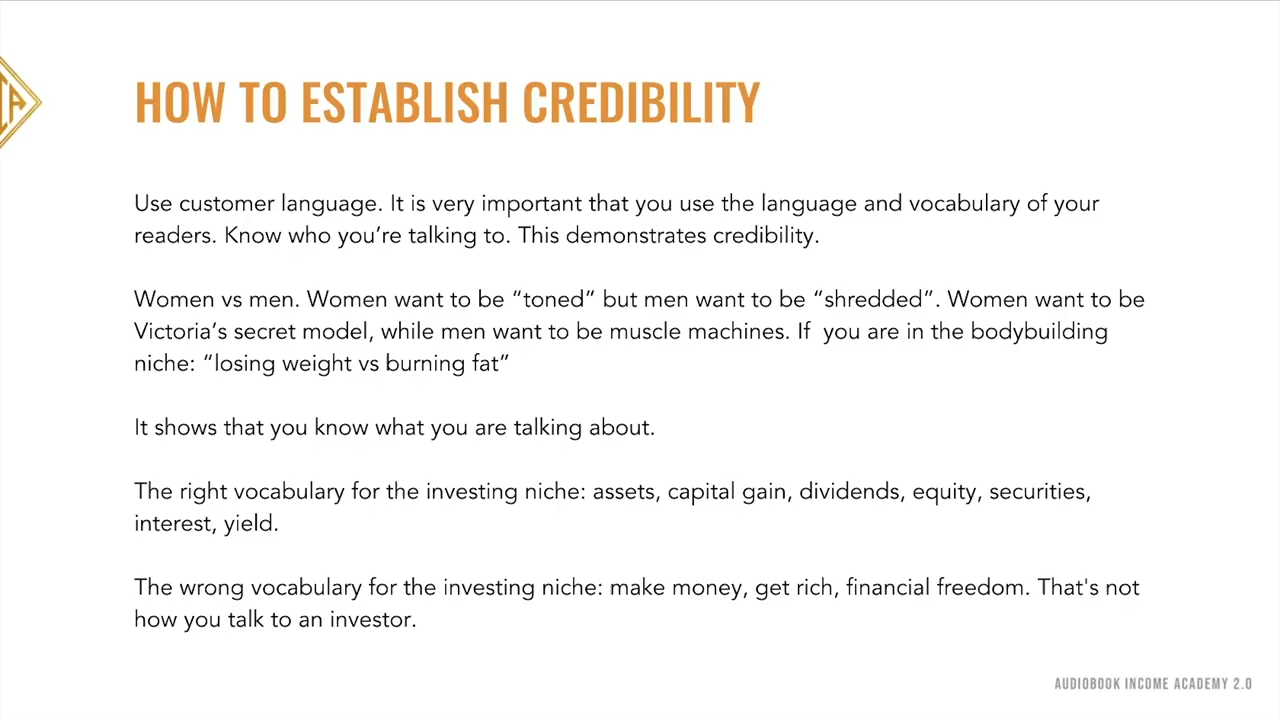 HOW TO ESTABLISH CREDIBILITY
Use customer language. It is very important that you use the language and vocabulary of your
readers. Know who you’re talking to. This demonstrates credibility.
Women vs men. Women want to be “toned” but men want to be “shredded”. Women want to be
Victoria’s secret model, while men want to be muscle machines. If  you are in the bodybuilding
niche: “losing weight vs burning fat”
It shows that you know what you are talking about.
The right vocabulary for the investing niche: assets, capital gain, dividends, equity, securities,
interest, yield.
The wrong vocabulary for the investing niche: make money, get rich, financial freedom. That's not
how you talk to an investor.
AUDIOBOOK INCOME ACADEMY 2.0